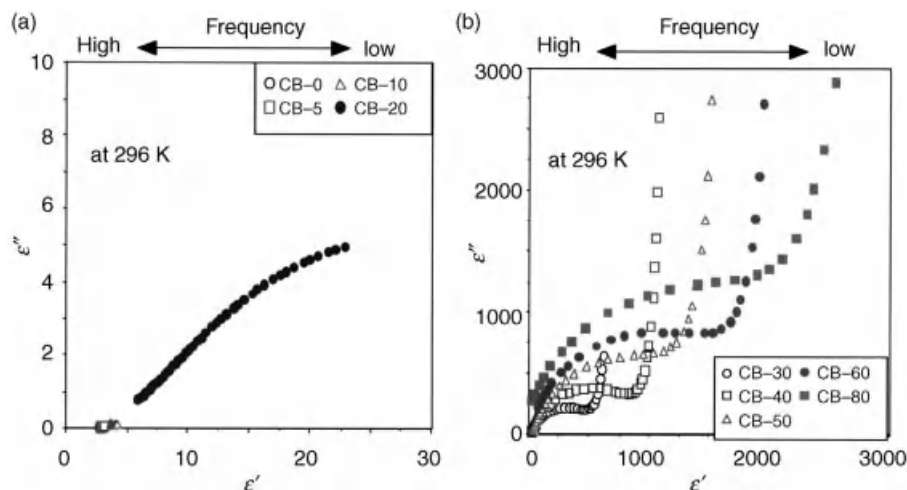 (a)
Frequency
High
low
10
8
6
4
2
0
ε″
○ CB–0 △ CB–10
□ CB–5 ● CB–20
at 296 K
0 10 20 30
ε′
(b)
Frequency
High
low
3000
2000
1000
0
ε″
at 296 K
○ CB–30 ● CB–60
□ CB–40 ■ CB–80
△ CB–50
0 1000 2000 3000
ε′